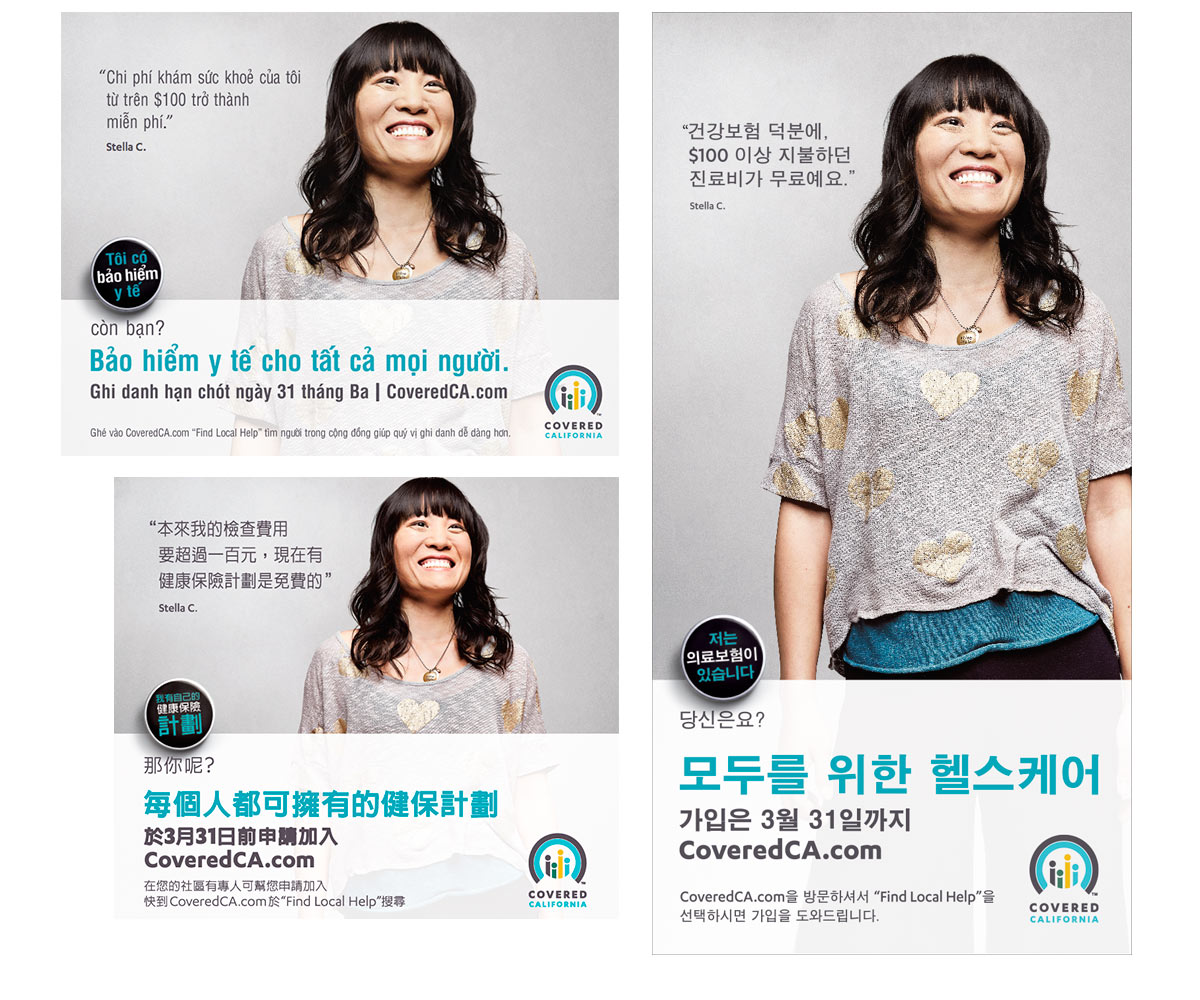 “Chi phí khám sức khoẻ của tôi
từ trên $100 trở thành
miễn phí.”
Stella C.
Tôi có
bảo hiểm
y tế
còn bạn?
Bảo hiểm y tế cho tất cả mọi người.
Ghi danh hạn chót ngày 31 tháng Ba | CoveredCA.com
Ghé vào CoveredCA.com “Find Local Help” tìm người trong cộng đồng giúp quý vị ghi danh dễ dàng hơn.
COVERED
CALIFORNIA
“本來我的檢查費用
要超過一百元，現在有
健康保險計劃是免費的”
Stella C.
我有自己的
健康保險
計劃
那你呢？
每個人都可擁有的健保計劃
於3月31日前申請加入
CoveredCA.com
在您的社區有專人可幫您申請加入
快到CoveredCA.com於“Find Local Help”搜尋
COVERED
CALIFORNIA
“건강보험 덕분에,
$100 이상 지불하던
진료비가 무료예요.”
Stella C.
저는
의료보험이
있습니다
당신은요?
모두를 위한 헬스케어
가입은 3월 31일까지
CoveredCA.com
CoveredCA.com을 방문하셔서 “Find Local Help”을
선택하시면 가입을 도와드립니다.
TM
COVERED
CALIFORNIA